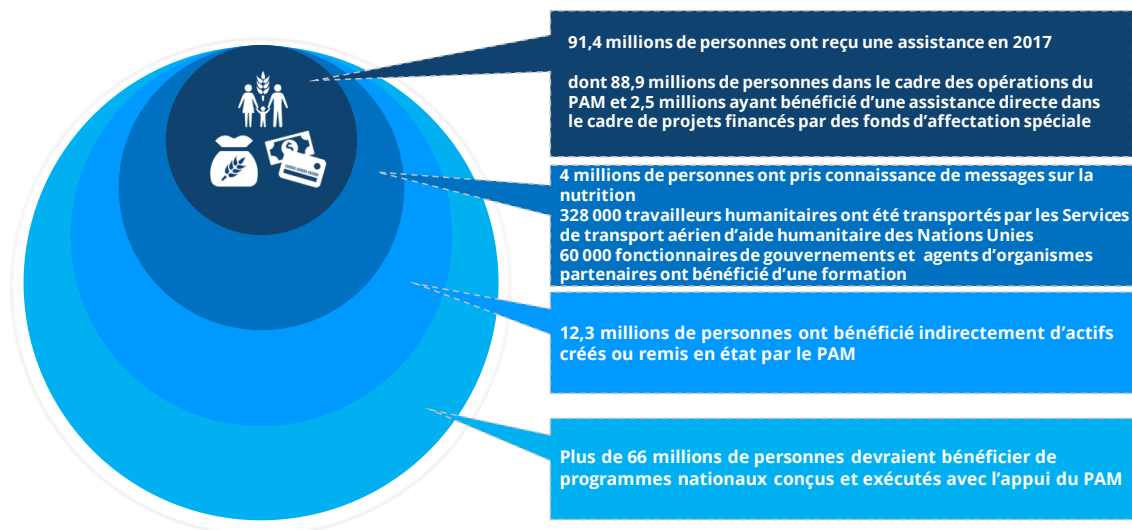 91,4 millions de personnes ont reçu une assistance en 2017
dont 88,9 millions de personnes dans le cadre des opérations du
PAM et 2,5 millions ayant bénéficié d’une assistance directe dans
le cadre de projets financés par des fonds d’affectation spéciale
4 millions de personnes ont pris connaissance de messages sur la
nutrition
328 000 travailleurs humanitaires ont été transportés par les Services
de transport aérien d’aide humanitaire des Nations Unies
60 000 fonctionnaires de gouvernements et agents d’organismes
partenaires ont bénéficié d’une formation
12,3 millions de personnes ont bénéficié indirectement d’actifs
créés ou remis en état par le PAM
Plus de 66 millions de personnes devraient bénéficier de
programmes nationaux conçus et exécutés avec l’appui du PAM